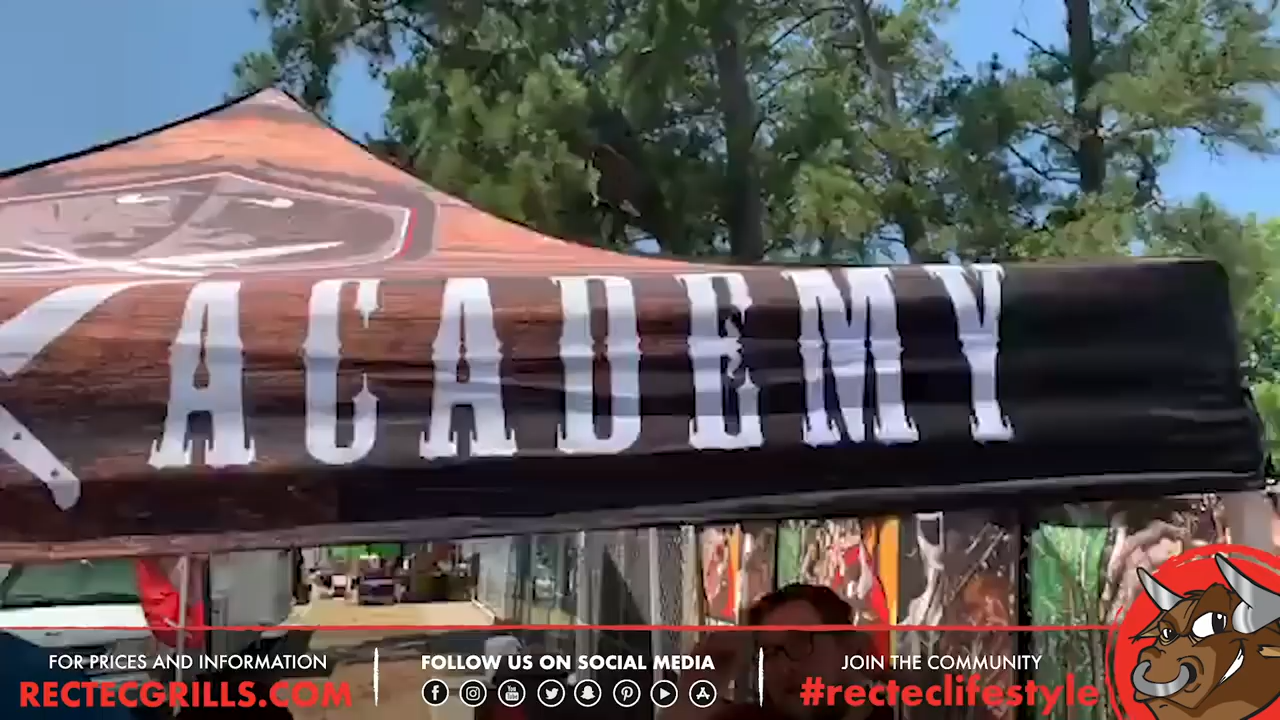 ACADEMY
FOR PRICES AND INFORMATION
RECTECGRILLS.COM
FOLLOW US ON SOCIAL MEDIA
JOIN THE COMMUNITY
#recteclifestyle